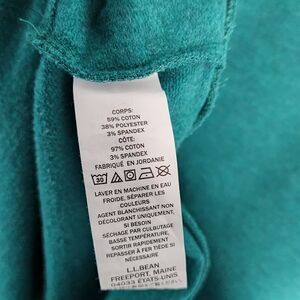 CORPS:
59% COTON
38% POLYESTER
3% SPANDEX
CÔTE:
97% COTON
3% SPANDEX
FABRIQUÉ EN JORDANIE
30
LAVER EN MACHINE EN EAU
FROIDE, SÉPARER LES
COULEURS
AGENT BLANCHISSANT NON
DÉCOLORANT UNIQUEMENT,
SI BESOIN
SÉCHAGE PAR CULBUTAGE
BASSE TEMPÉRATURE,
SORTIR RAPIDEMENT
REPASSER À FER TIÈDE SI
NÉCESSAIRE
L.L.BEAN
FREEPORT, MAINE
04033 ÉTATS-UNIS